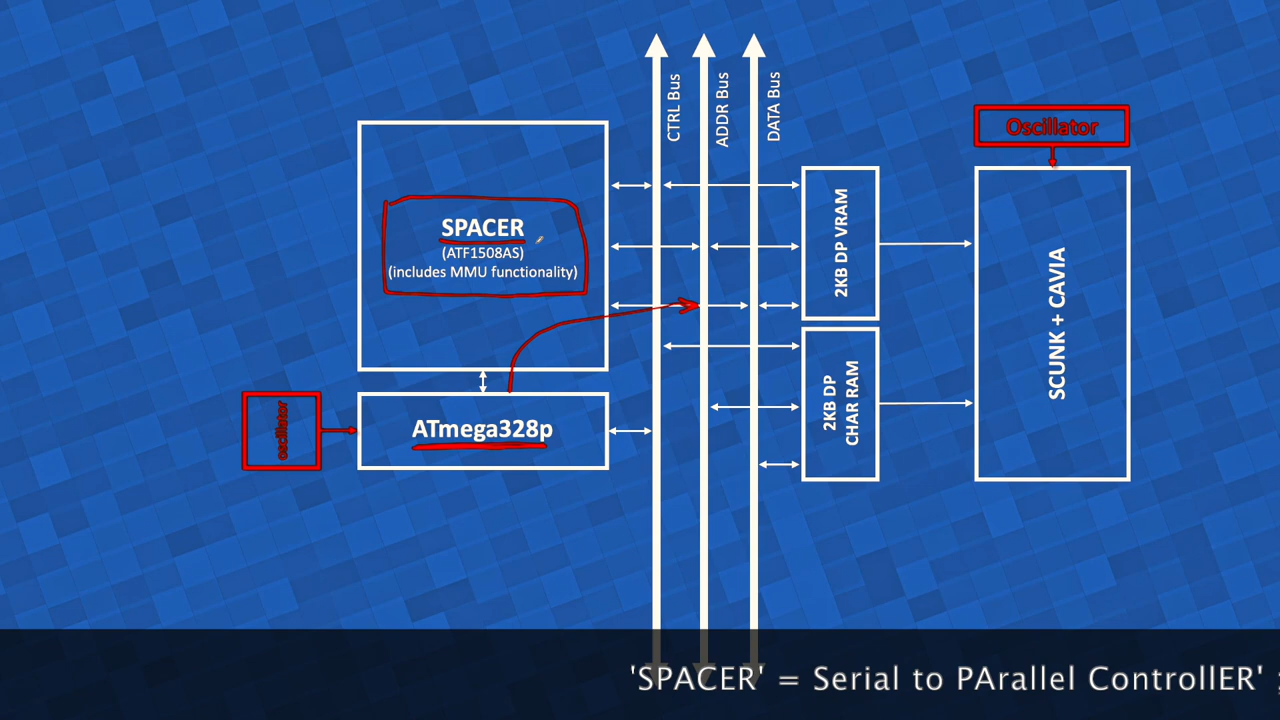 CTRL Bus
ADDR Bus
DATA Bus
Oscillator
SPACER
(ATF1508AS)
(includes MMU functionality)
2KB DP VRAM
SCUNK + CAVIA
oscillator
ATmega328p
2KB DP
CHAR RAM
'SPACER' = Serial to PArallel ControllER'